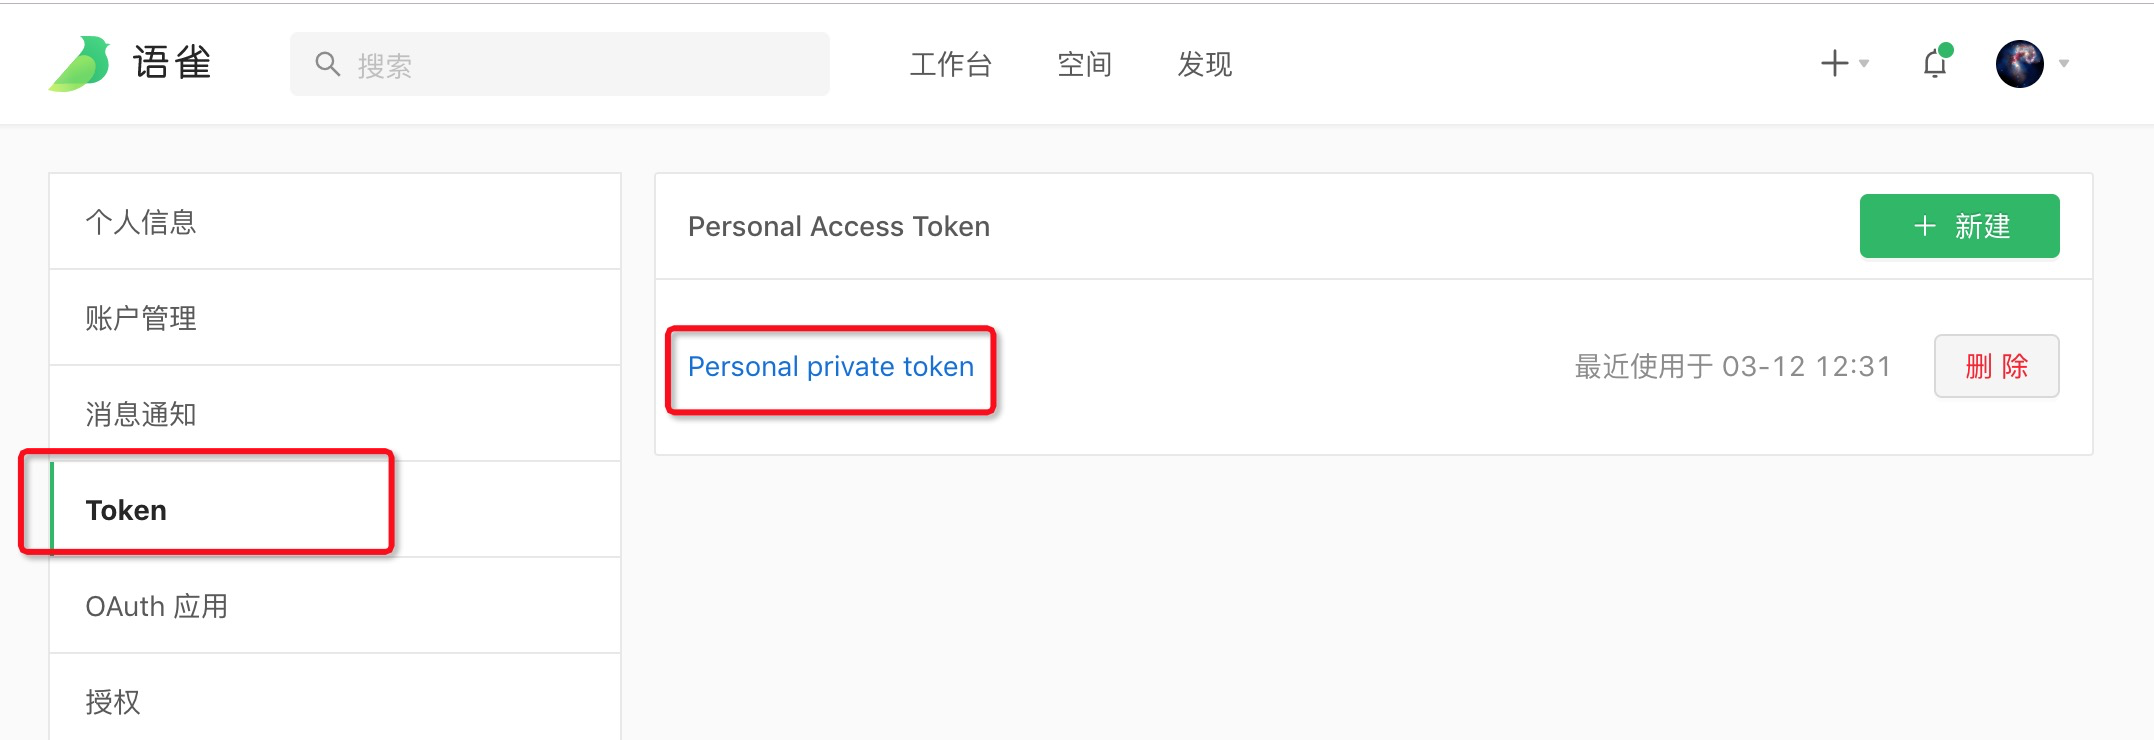 语雀
搜索
工作台
空间
发现
个人信息
账户管理
消息通知
Token
OAuth 应用
授权
Personal Access Token
+ 新建
Personal private token
最近使用于 03-12 12:31
删 除